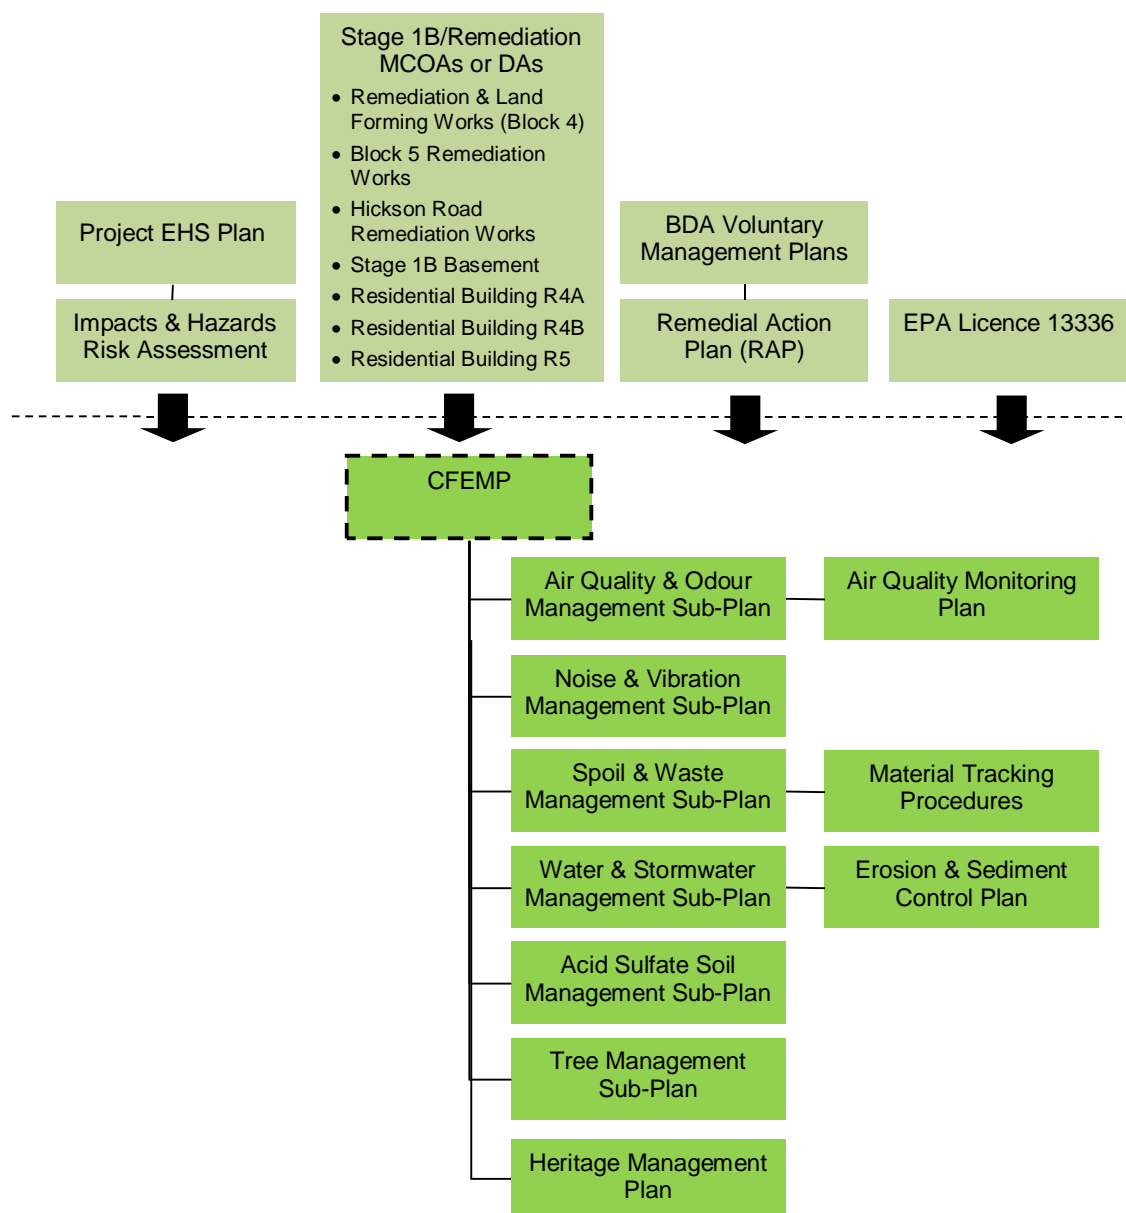 Stage 1B/Remediation
MCOAs or DAs
• Remediation & Land
Forming Works (Block 4)
• Block 5 Remediation
Works
• Hickson Road
Remediation Works
• Stage 1B Basement
• Residential Building R4A
• Residential Building R4B
• Residential Building R5
Project EHS Plan
Impacts & Hazards
Risk Assessment
BDA Voluntary
Management Plans
Remedial Action
Plan (RAP)
EPA Licence 13336
CFEMP
Air Quality & Odour
Management Sub-Plan
Air Quality Monitoring
Plan
Noise & Vibration
Management Sub-Plan
Spoil & Waste
Management Sub-Plan
Material Tracking
Procedures
Water & Stormwater
Management Sub-Plan
Erosion & Sediment
Control Plan
Acid Sulfate Soil
Management Sub-Plan
Tree Management
Sub-Plan
Heritage Management
Plan